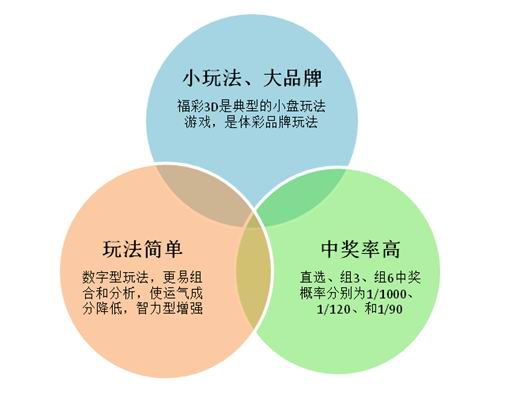 小玩法、大品牌
福彩3D是典型的小盘玩法
游戏，是体彩品牌玩法
玩法简单
数字型玩法，更易组
合和分析，使运气成
分降低，智力型增强
中奖率高
直选、组3、组6中奖
概率分别为1/1000、
1/120、和1/90